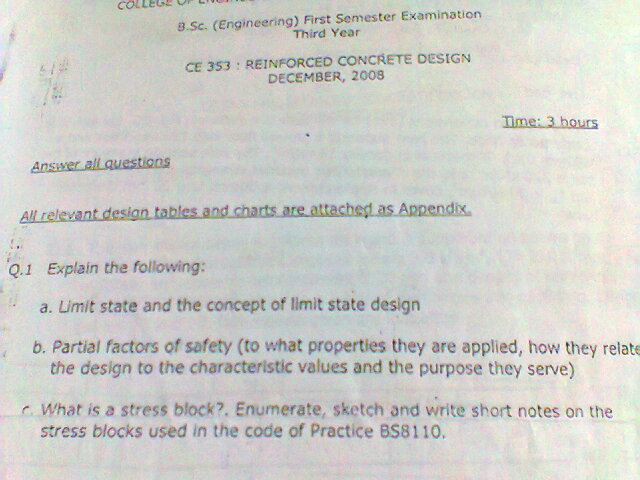 COLLEGE OF
B.Sc. (Engineering) First Semester Examination
Third Year
CE 353 : REINFORCED CONCRETE DESIGN
DECEMBER, 2008
Time: 3 hours
Answer all questions
All relevant design tables and charts are attached as Appendix.
Q.1 Explain the following:
a. Limit state and the concept of limit state design
b. Partial factors of safety (to what properties they are applied, how they relate
the design to the characteristic values and the purpose they serve)
c. What is a stress block?. Enumerate, sketch and write short notes on the
stress blocks used in the code of Practice BS8110.